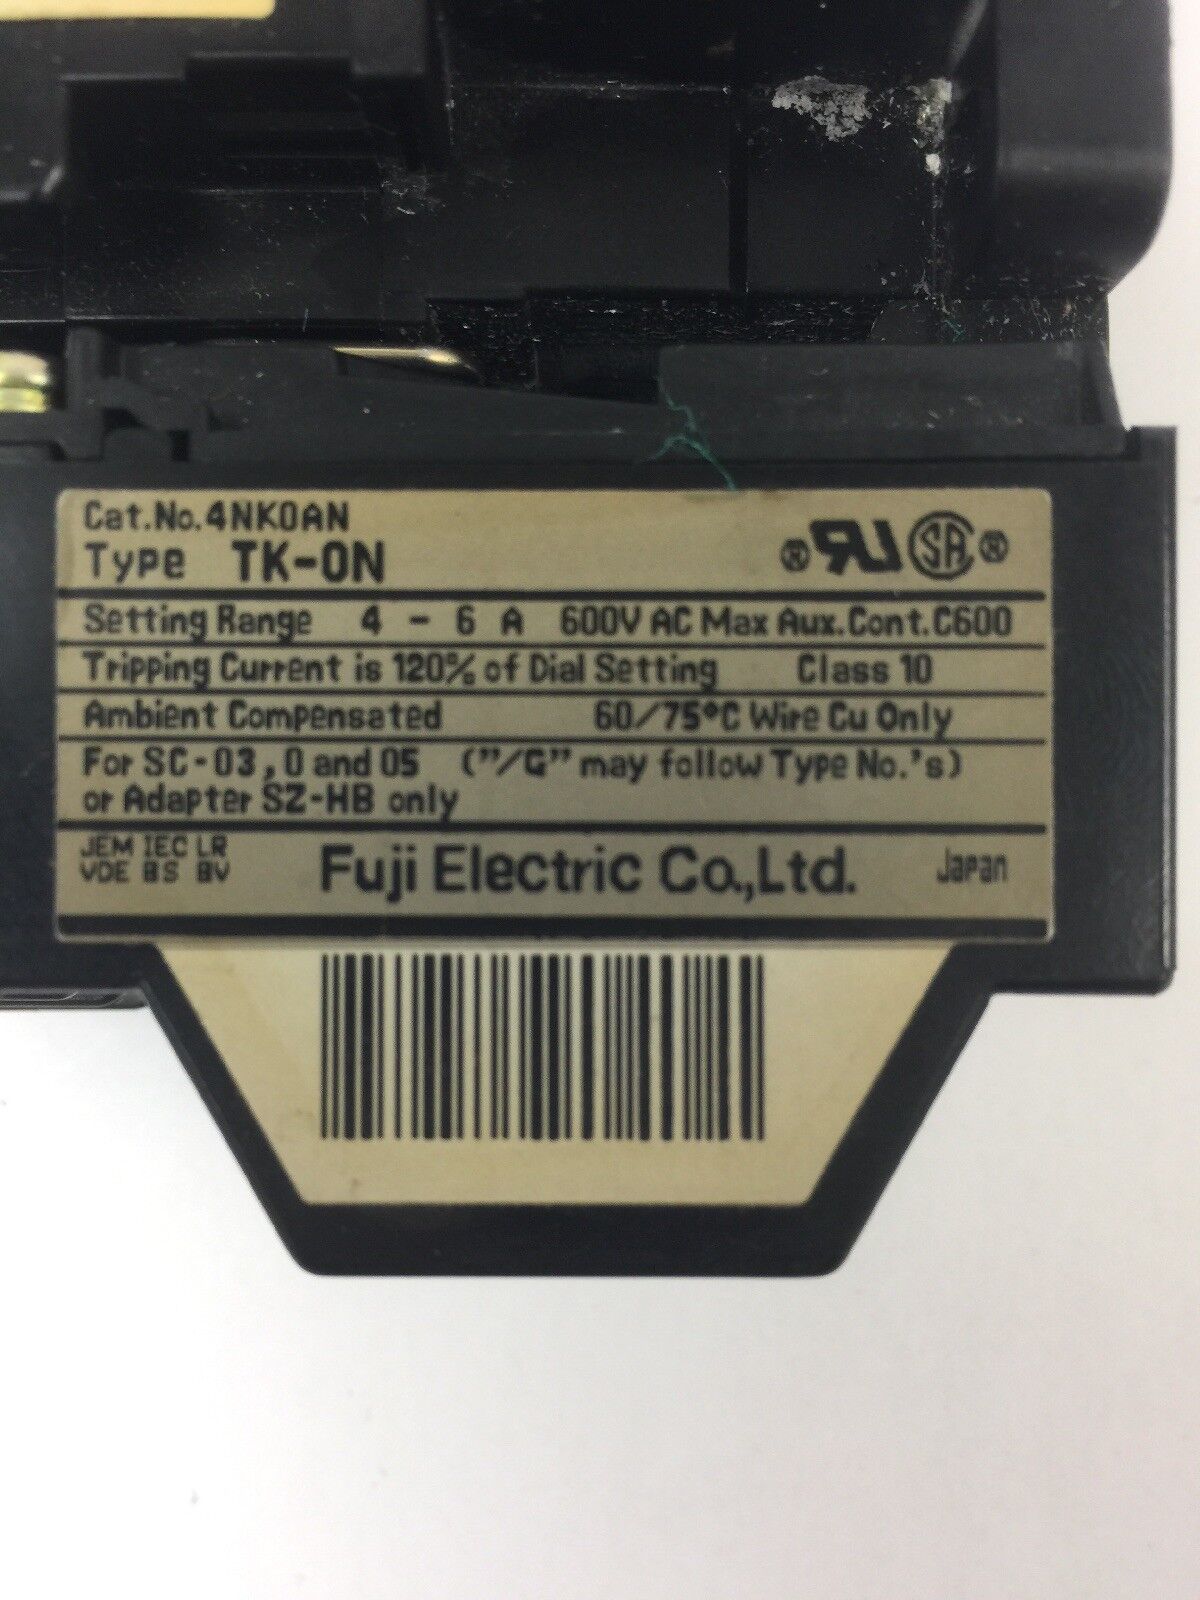 Cat.No.4NK0AN
Type TK-0N
® RU SA ®
Setting Range 4 - 6 A 600V AC Max Aux.Cont.C600
Tripping Current is 120% of Dial Setting Class 10
Ambient Compensated 60/75°C Wire Cu Only
For SC-03,0 and 05 ("/G" may follow Type No.'s)
or Adapter SZ-HB only
JEM IEC LR
VDE BS BV
Fuji Electric Co.,Ltd.
Japan